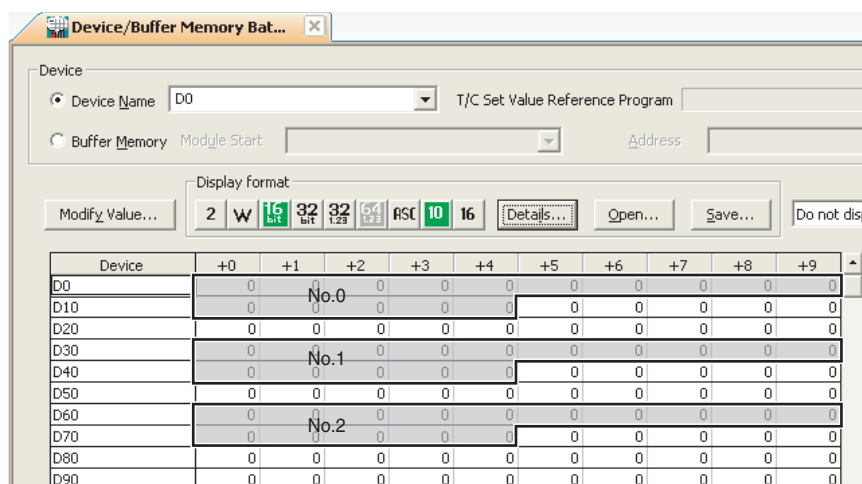 Device/Buffer Memory Bat...
Device
Device Name D0 T/C Set Value Reference Program
Buffer Memory Module Start Address
Display format
Modify Value... 2 W 16 bit 32 bit 32 1.23 64 1.23 ASC 10 16 Details... Open... Save... Do not dis
Device +0 +1 +2 +3 +4 +5 +6 +7 +8 +9
D0 0 0 0 0 0 0 0 0 0 0
No.0
D10 0 0 0 0 0 0 0 0 0 0
D20 0 0 0 0 0 0 0 0 0 0
D30 0 0 0 0 0 0 0 0 0 0
No.1
D40 0 0 0 0 0 0 0 0 0 0
D50 0 0 0 0 0 0 0 0 0 0
D60 0 0 0 0 0 0 0 0 0 0
No.2
D70 0 0 0 0 0 0 0 0 0 0
D80 0 0 0 0 0 0 0 0 0 0
D90 0 0 0 0 0 0 0 0 0 0